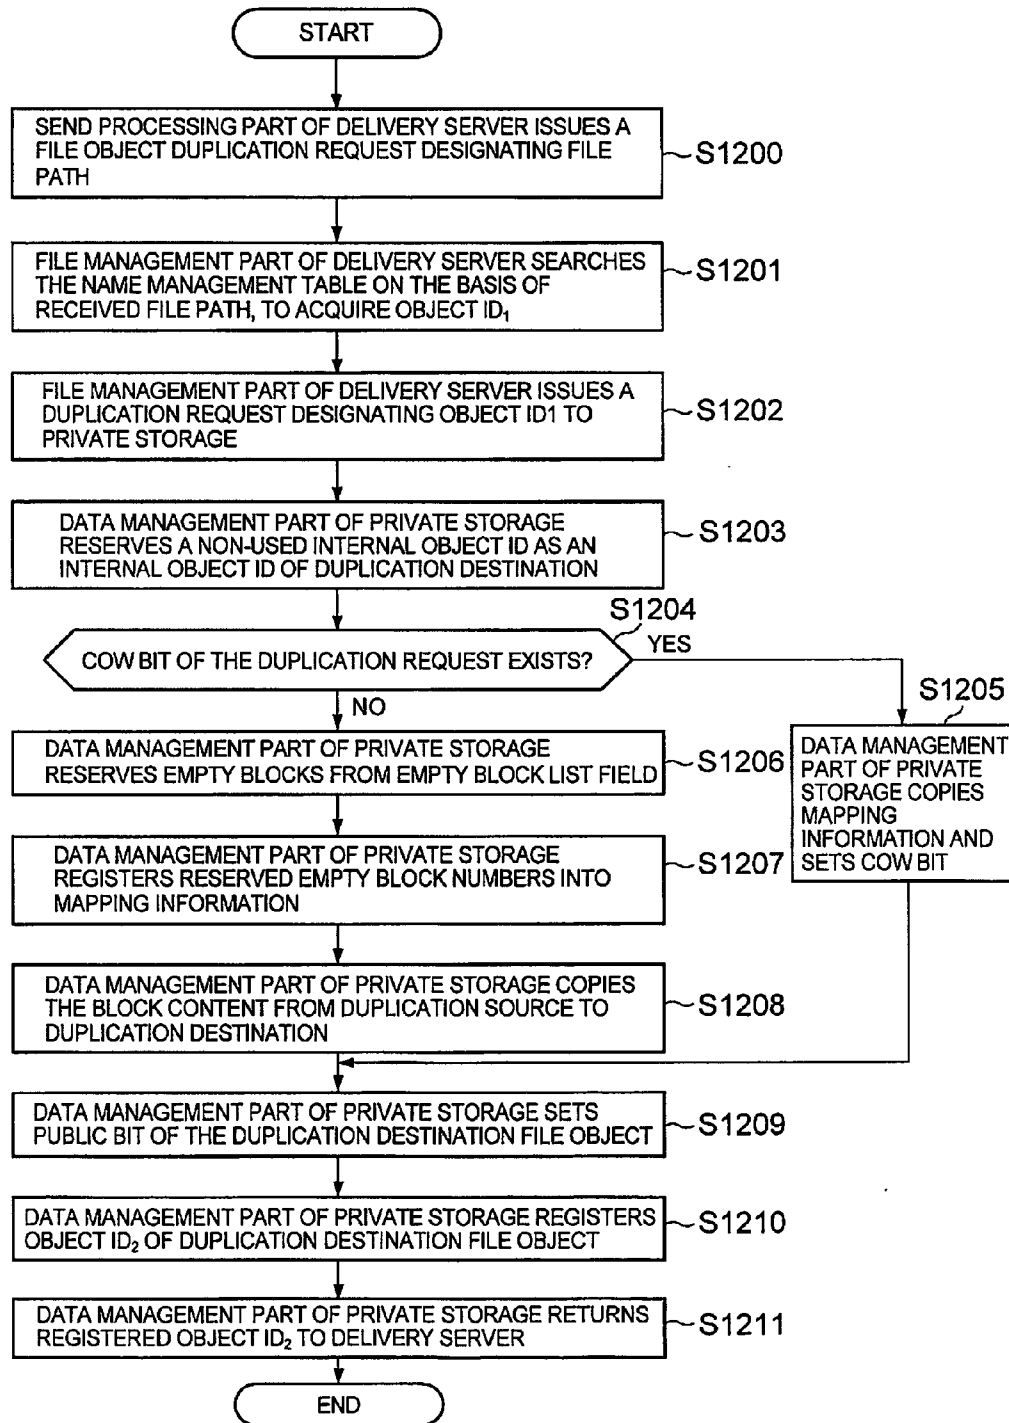 START
SEND PROCESSING PART OF DELIVERY SERVER ISSUES A
FILE OBJECT DUPLICATION REQUEST DESIGNATING FILE
PATH
S1200
FILE MANAGEMENT PART OF DELIVERY SERVER SEARCHES
THE NAME MANAGEMENT TABLE ON THE BASIS OF
RECEIVED FILE PATH, TO ACQUIRE OBJECT ID₁
S1201
FILE MANAGEMENT PART OF DELIVERY SERVER ISSUES A
DUPLICATION REQUEST DESIGNATING OBJECT ID1 TO
PRIVATE STORAGE
S1202
DATA MANAGEMENT PART OF PRIVATE STORAGE
RESERVES A NON-USED INTERNAL OBJECT ID AS AN
INTERNAL OBJECT ID OF DUPLICATION DESTINATION
S1203
S1204
COW BIT OF THE DUPLICATION REQUEST EXISTS?
YES
NO
S1205
DATA MANAGEMENT
PART OF PRIVATE
STORAGE COPIES
MAPPING
INFORMATION AND
SETS COW BIT
DATA MANAGEMENT PART OF PRIVATE STORAGE
RESERVES EMPTY BLOCKS FROM EMPTY BLOCK LIST FIELD
S1206
DATA MANAGEMENT PART OF PRIVATE STORAGE
REGISTERS RESERVED EMPTY BLOCK NUMBERS INTO
MAPPING INFORMATION
S1207
DATA MANAGEMENT PART OF PRIVATE STORAGE COPIES
THE BLOCK CONTENT FROM DUPLICATION SOURCE TO
DUPLICATION DESTINATION
S1208
DATA MANAGEMENT PART OF PRIVATE STORAGE SETS
PUBLIC BIT OF THE DUPLICATION DESTINATION FILE OBJECT
S1209
DATA MANAGEMENT PART OF PRIVATE STORAGE REGISTERS
OBJECT ID₂ OF DUPLICATION DESTINATION FILE OBJECT
S1210
DATA MANAGEMENT PART OF PRIVATE STORAGE RETURNS
REGISTERED OBJECT ID₂ TO DELIVERY SERVER
S1211
END